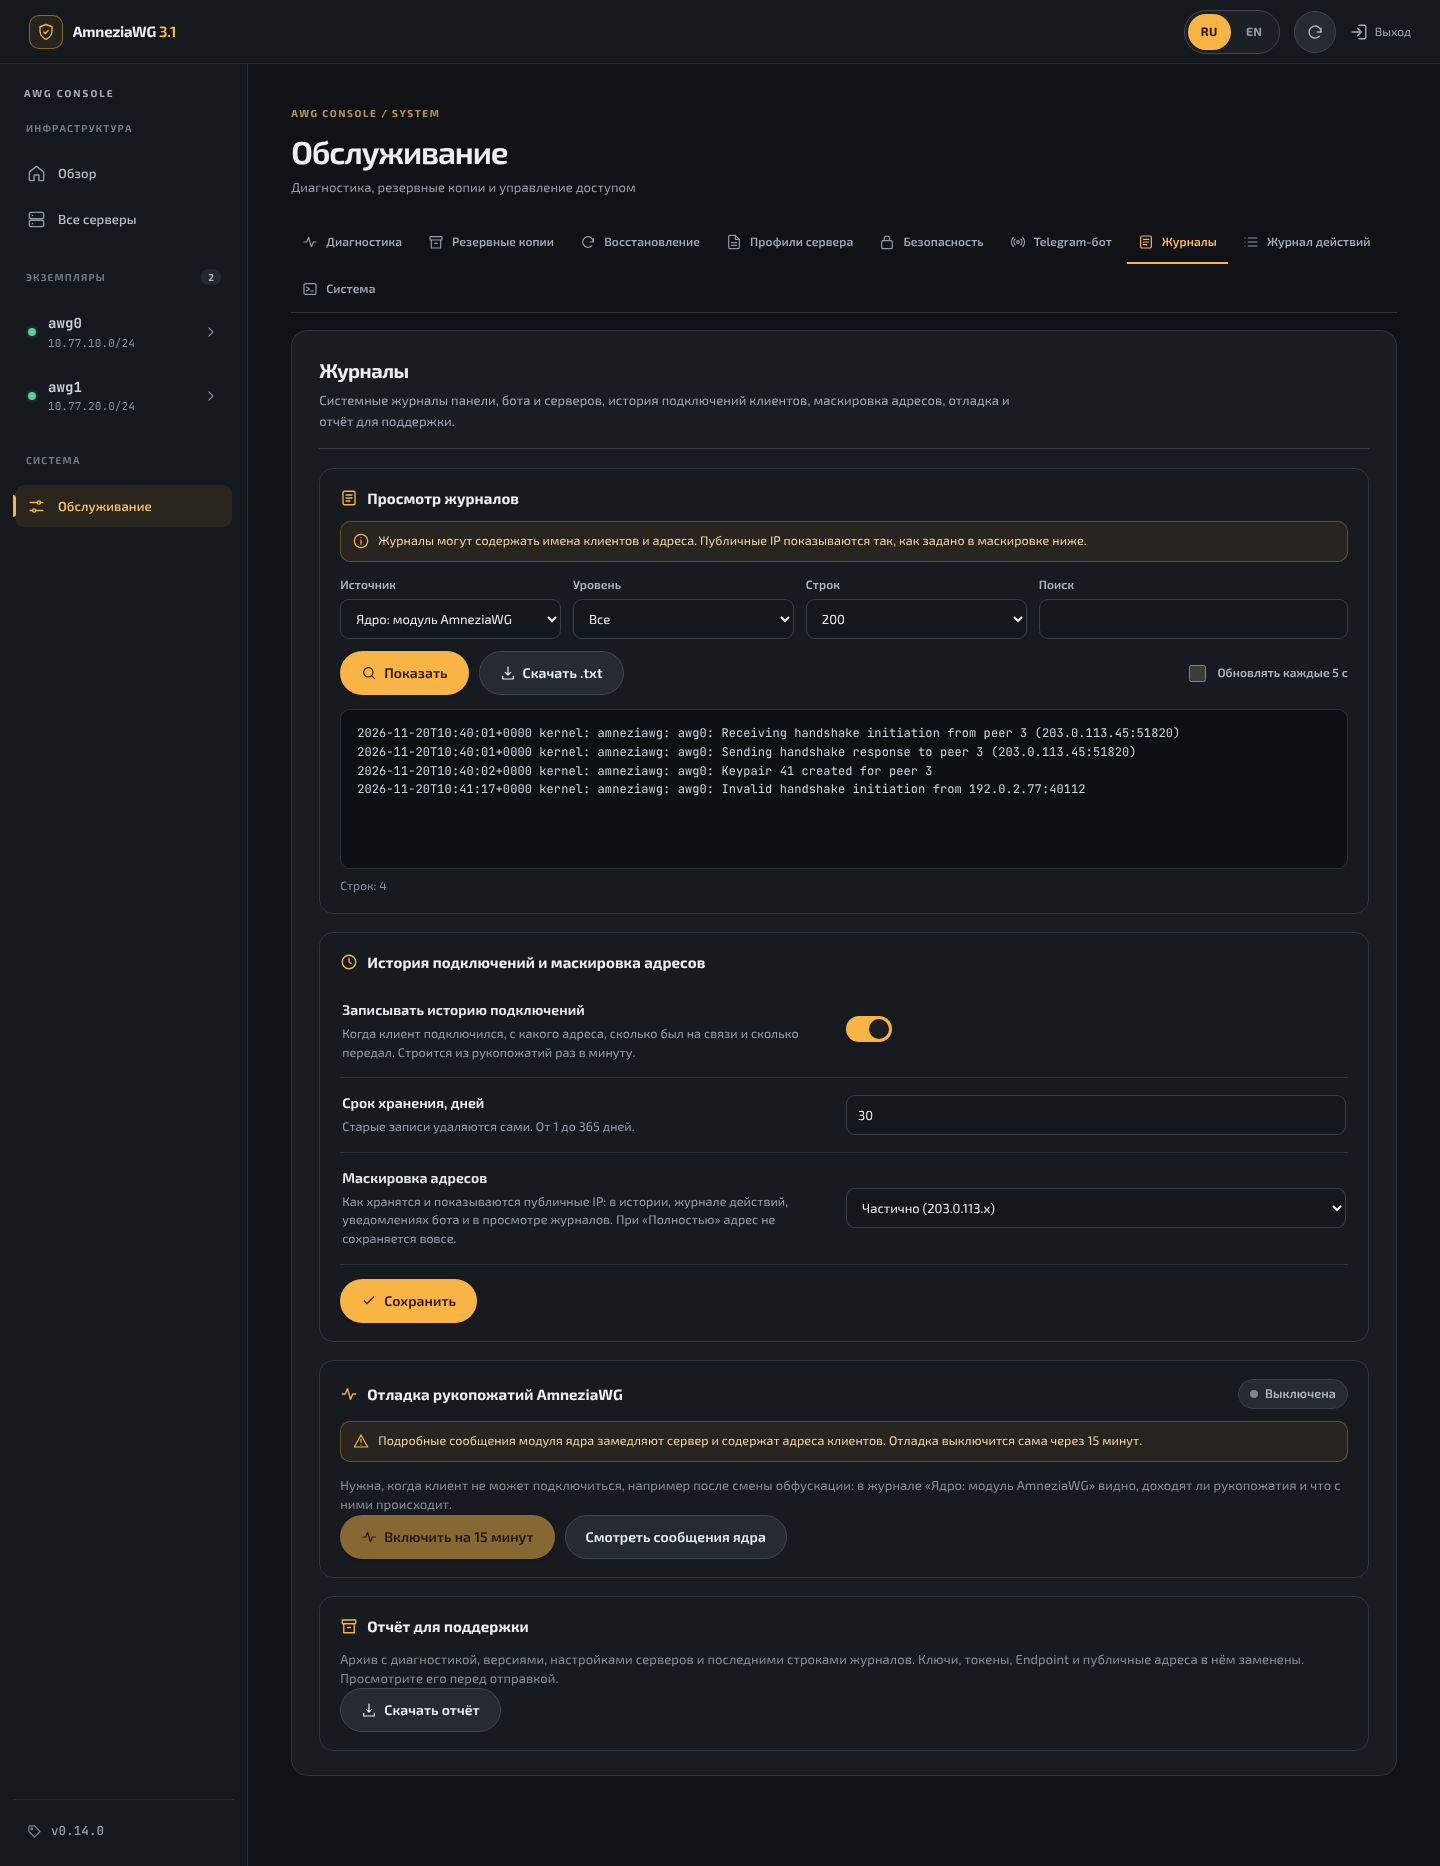 AmneziaWG 3.1
RU EN Выход
AWG CONSOLE
ИНФРАСТРУКТУРА
Обзор
Все серверы
ЭКЗЕМПЛЯРЫ 2
awg0
10.77.10.0/24
awg1
10.77.20.0/24
СИСТЕМА
Обслуживание
v0.14.0
AWG CONSOLE / SYSTEM
Обслуживание
Диагностика, резервные копии и управление доступом
Диагностика Резервные копии Восстановление Профили сервера Безопасность Telegram-бот Журналы Журнал действий
Система
Журналы
Системные журналы панели, бота и серверов, история подключений клиентов, маскировка адресов, отладка и
отчёт для поддержки.
Просмотр журналов
Журналы могут содержать имена клиентов и адреса. Публичные IP показываются так, как задано в маскировке ниже.
Источник Уровень Строк Поиск
Ядро: модуль AmneziaWG Все 200
Показать Скачать .txt Обновлять каждые 5 с
2026-11-20T10:40:01+0000 kernel: amneziawg: awg0: Receiving handshake initiation from peer 3 (203.0.113.45:51820)
2026-11-20T10:40:01+0000 kernel: amneziawg: awg0: Sending handshake response to peer 3 (203.0.113.45:51820)
2026-11-20T10:40:02+0000 kernel: amneziawg: awg0: Keypair 41 created for peer 3
2026-11-20T10:41:17+0000 kernel: amneziawg: awg0: Invalid handshake initiation from 192.0.2.77:40112
Строк: 4
История подключений и маскировка адресов
Записывать историю подключений
Когда клиент подключился, с какого адреса, сколько был на связи и сколько
передал. Строится из рукопожатий раз в минуту.
Срок хранения, дней
Старые записи удаляются сами. От 1 до 365 дней.
30
Маскировка адресов
Как хранятся и показываются публичные IP: в истории, журнале действий,
уведомлениях бота и в просмотре журналов. При «Полностью» адрес не
сохраняется вовсе.
Частично (203.0.113.x)
Сохранить
Отладка рукопожатий AmneziaWG
Выключена
Подробные сообщения модуля ядра замедляют сервер и содержат адреса клиентов. Отладка выключится сама через 15 минут.
Нужна, когда клиент не может подключиться, например после смены обфускации: в журнале «Ядро: модуль AmneziaWG» видно, доходят ли рукопожатия и что с
ними происходит.
Включить на 15 минут Смотреть сообщения ядра
Отчёт для поддержки
Архив с диагностикой, версиями, настройками серверов и последними строками журналов. Ключи, токены, Endpoint и публичные адреса в нём заменены.
Просмотрите его перед отправкой.
Скачать отчёт